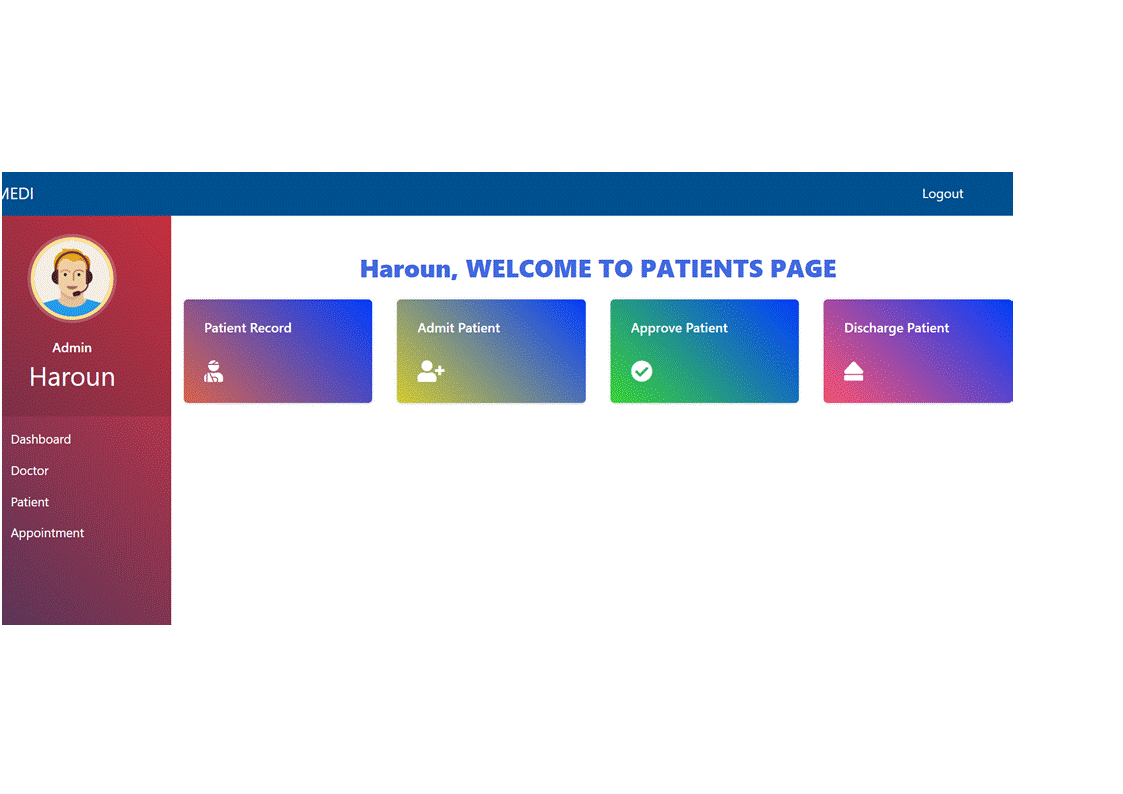 MEDI
Logout
Admin
Haroun
Dashboard
Doctor
Patient
Appointment
Haroun, WELCOME TO PATIENTS PAGE
Patient Record
Admit Patient
Approve Patient
Discharge Patient